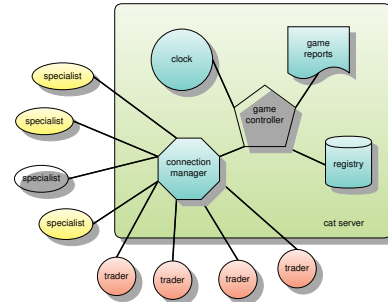 clock
game
reports
specialist
game
controller
specialist
connection
manager
registry
specialist
specialist
cat server
trader
trader
trader
trader